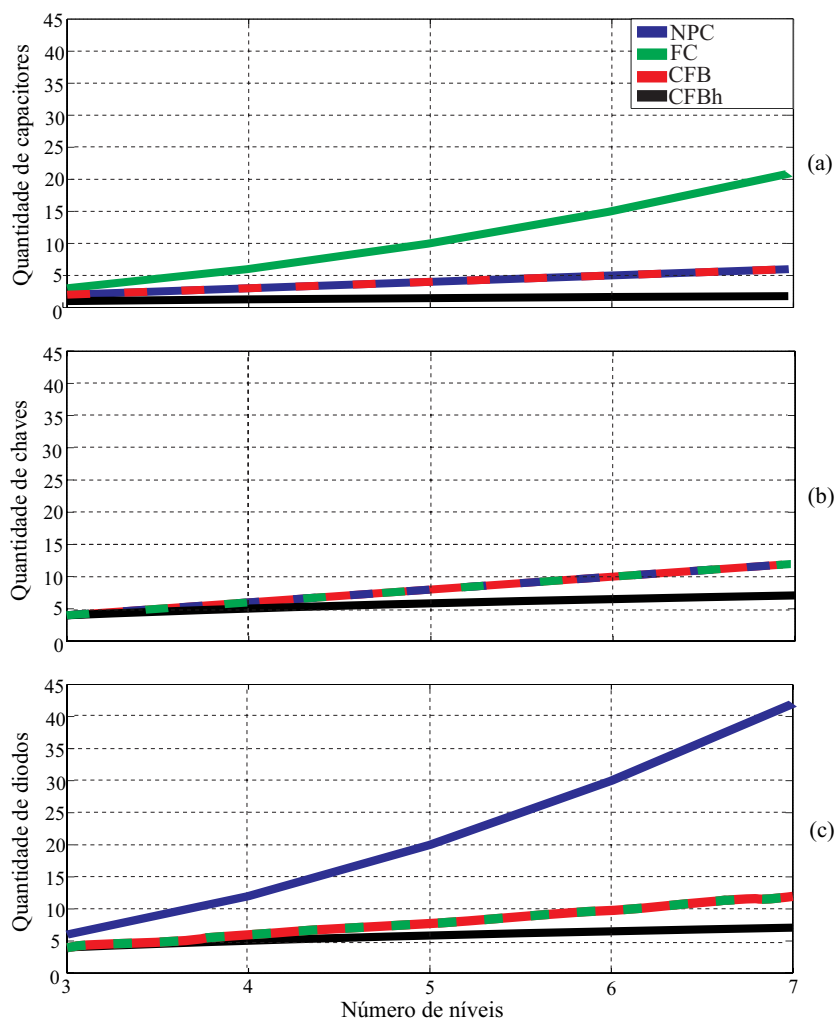 45
40
35
30
25
20
15
10
5
0
Quantidade de capacitores
NPC
FC
CFB
CFBh
(a)
45
40
35
30
25
20
15
10
5
0
Quantidade de chaves
(b)
45
40
35
30
25
20
15
10
5
0
Quantidade de diodos
(c)
3 4 5 6 7
Número de níveis